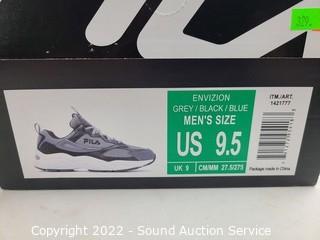 329
ENVIZION
GREY / BLACK / BLUE
MEN'S SIZE
US 9.5
UK 9 CM/MM 27.5/275
ITM./ART.
1421777
Package made in China
FILA
Copyright 2022 - Sound Auction Service